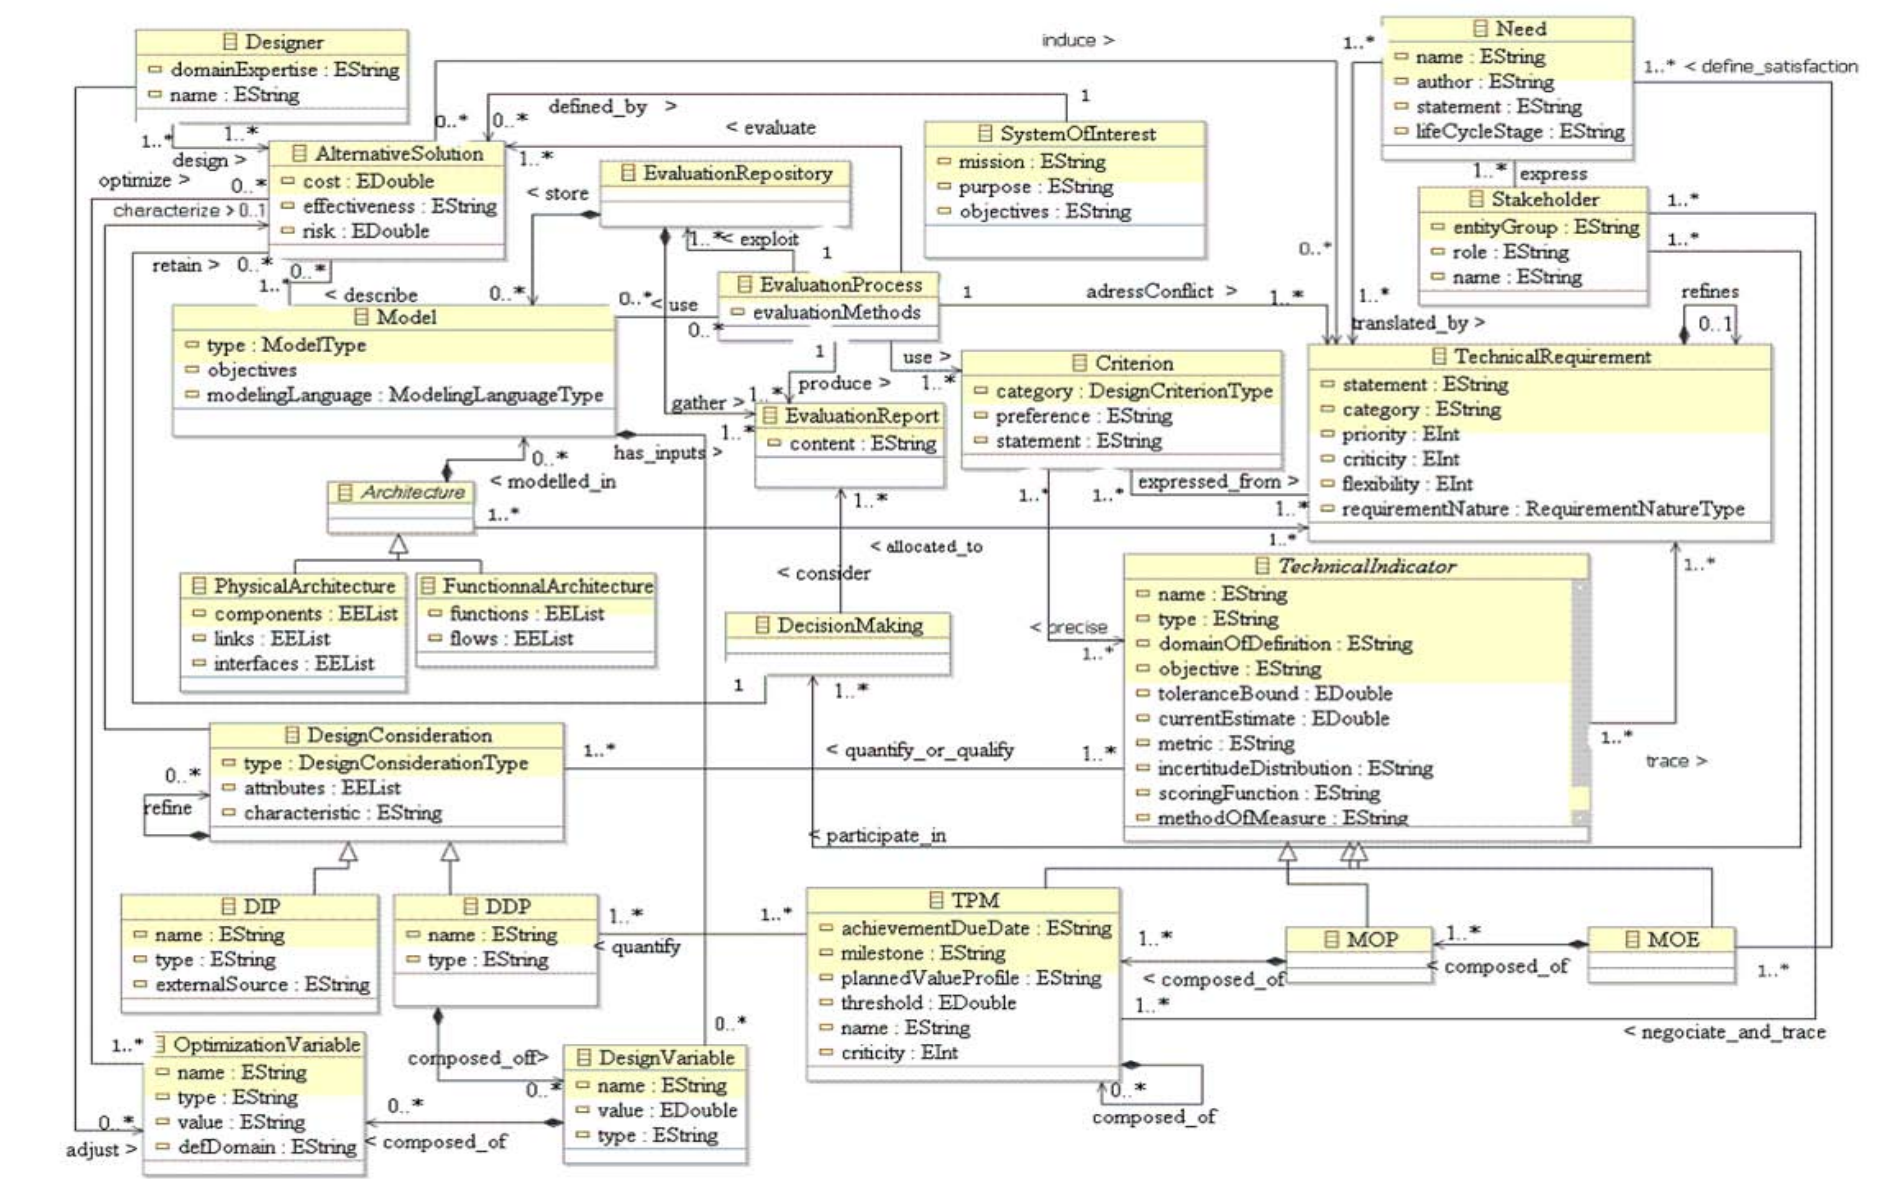 Designer
domainExpertise : EString
name : EString
induce >
1..*
Need
name : EString
author : EString
statement : EString
lifeCycleStage : EString
1..* < define_satisfaction
defined_by >
1
0..*
0..*
< evaluate
1..*
1..*
1..*
design >
AlternativeSolution
cost : EDouble
effectiveness : EString
risk : EDouble
optimize >
0..*
characterize > 0..1
retain >
0..*
0..*
1..*
< describe
EvaluationRepository
< store
1..*
< exploit
1
SystemOfInterest
mission : EString
purpose : EString
objectives : EString
1..*
express
Stakeholder
entityGroup : EString
role : EString
name : EString
1..*
1..*
0..*
refines
0..1
Model
type : ModelType
objectives
modelingLanguage : ModelingLanguageType
0..*
0..*
< use
0..*
EvaluationProcess
evaluationMethods
1
adressConflict >
1..*
1..*
translated_by >
1
produce >
use >
1..*
gather >
1..*
1..*
EvaluationReport
content : EString
Criterion
category : DesignCriterionType
preference : EString
statement : EString
TechnicalRequirement
statement : EString
category : EString
priority : EInt
criticity : EInt
flexibility : EInt
requirementNature : RequirementNatureType
has_inputs >
0..*
< modelled_in
Architecture
1..*
1..*
1..*
1..*
expressed_from >
1..*
1..*
< allocated_to
< consider
PhysicalArchitecture
components : EEList
links : EEList
interfaces : EEList
FunctionnalArchitecture
functions : EEList
flows : EEList
DecisionMaking
1
1..*
< precise
1..*
TechnicalIndicator
name : EString
type : EString
domainOfDefinition : EString
objective : EString
toleranceBound : EDouble
currentEstimate : EDouble
metric : EString
incertitudeDistribution : EString
scoringFunction : EString
methodOfMeasure : EString
1..*
1..*
trace >
DesignConsideration
type : DesignConsiderationType
attributes : EEList
characteristic : EString
0..*
refine
1..*
< quantify_or_qualify
1..*
< participate_in
DIP
name : EString
type : EString
externalSource : EString
DDP
name : EString
type : EString
1..*
< quantify
1..*
TPM
achievementDueDate : EString
milestone : EString
plannedValueProfile : EString
threshold : EDouble
name : EString
criticity : EInt
1..*
< composed_of
MOP
1..*
< composed_of
MOE
1..*
1..*
< negociate_and_trace
0..*
composed_of
1..*
OptimizationVariable
name : EString
type : EString
value : EString
defDomain : EString
0..*
adjust >
composed_off>
0..*
0..*
< composed_of
0..*
DesignVariable
name : EString
value : EDouble
type : EString